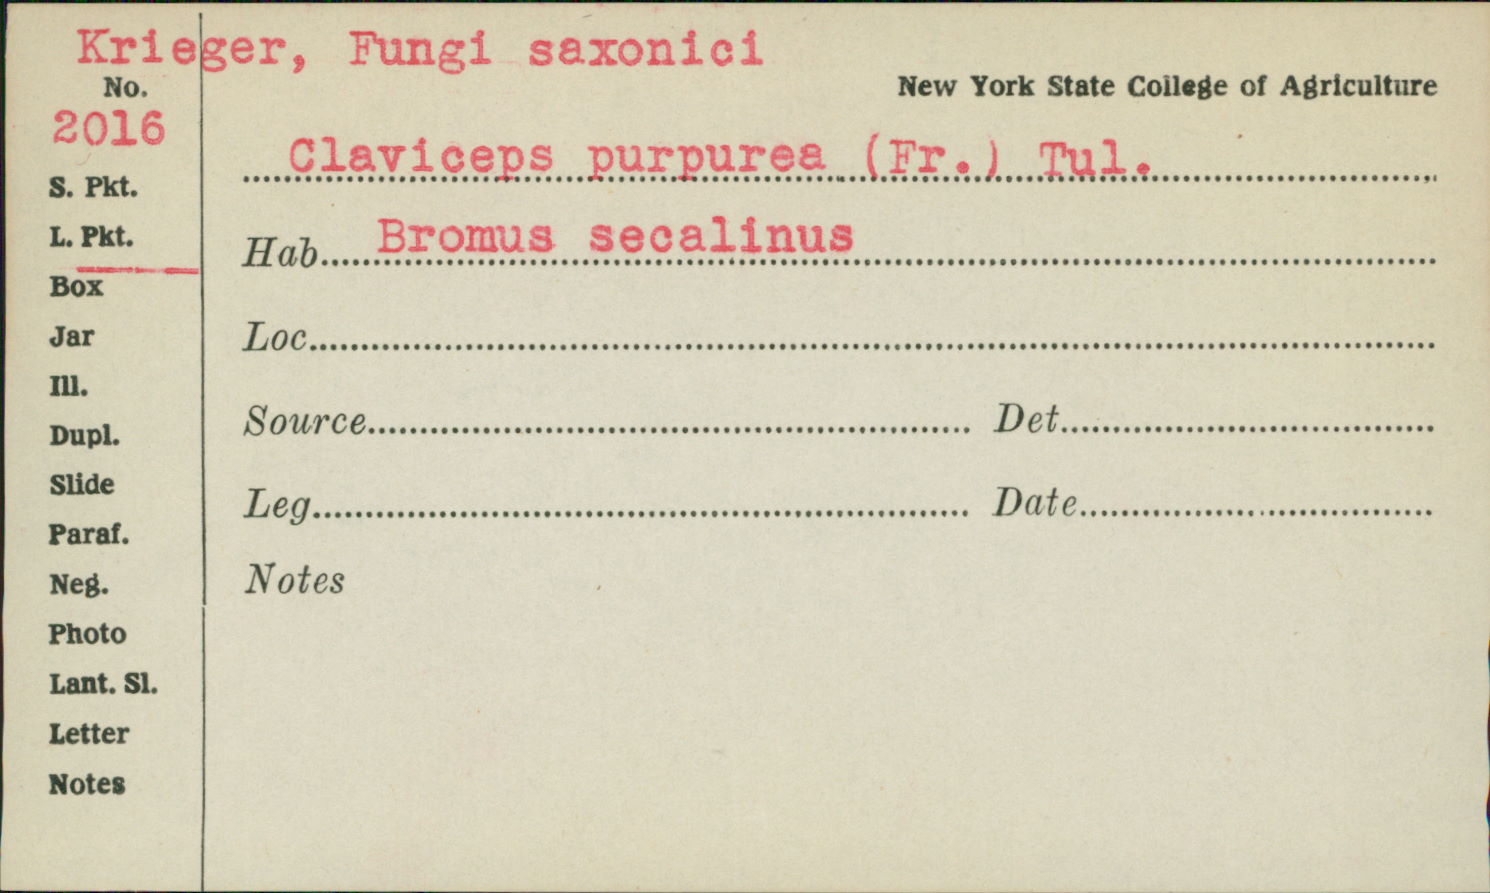 Krieger, Fungi saxonici
New York State College of Agriculture
No.
2016
Claviceps purpurea (Fr.) Tul.
S. Pkt.
L. Pkt.
Hab. Bromus secalinus
Box
Jar
Loc.
Ill.
Dupl.
Source Det.
Slide
Leg. Date
Paraf.
Neg.
Notes
Photo
Lant. Sl.
Letter
Notes